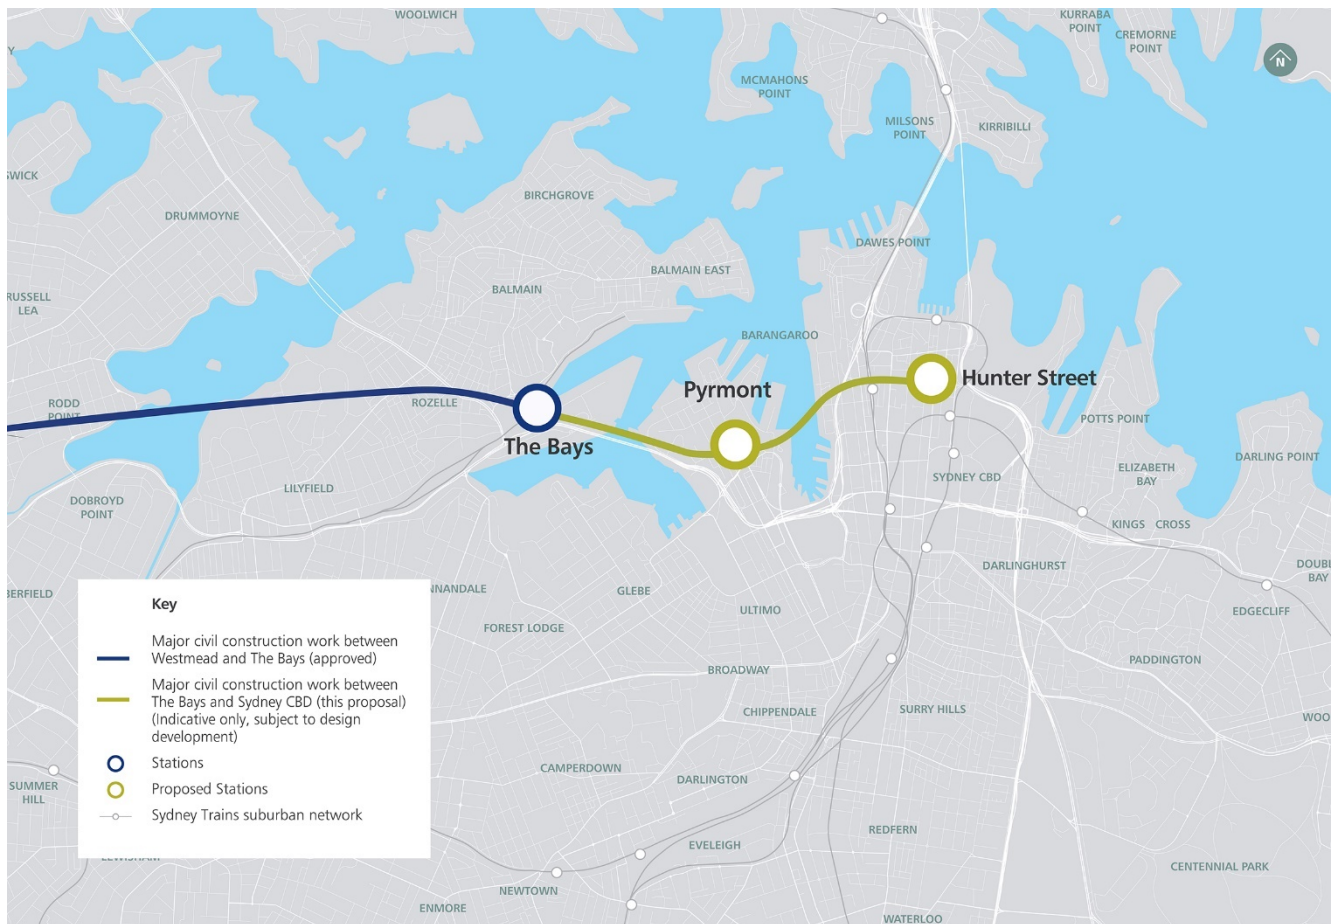 WOOLWICH
KURRABA
POINT
CREMORNE
POINT
N
MCMAHONS
POINT
MILSONS
POINT
KIRRIBILLI
SWICK
BIRCHGROVE
DRUMMOYNE
DAWES POINT
BALMAIN EAST
BALMAIN
RUSSELL
LEA
BARANGAROO
Pyrmont
Hunter Street
RODD
POINT
ROZELLE
POTTS POINT
The Bays
DARLING POINT
ELIZABETH
BAY
SYDNEY CBD
LILYFIELD
DOBROYD
POINT
KINGS CROSS
DARLINGHURST
DOUBL
BAY
BERFIELD
NNANDALE
GLEBE
ULTIMO
EDGECLIFF
FOREST LODGE
PADDINGTON
BROADWAY
CHIPPENDALE
SURRY HILLS
WOO
CAMPERDOWN
DARLINGTON
SUMMER
HILL
REDFERN
EVELEIGH
CENTENNIAL PARK
LEWISHAM
NEWTOWN
ENMORE
WATERLOO
Key
Major civil construction work between
Westmead and The Bays (approved)
Major civil construction work between
The Bays and Sydney CBD (this proposal)
(Indicative only, subject to design
development)
Stations
Proposed Stations
Sydney Trains suburban network